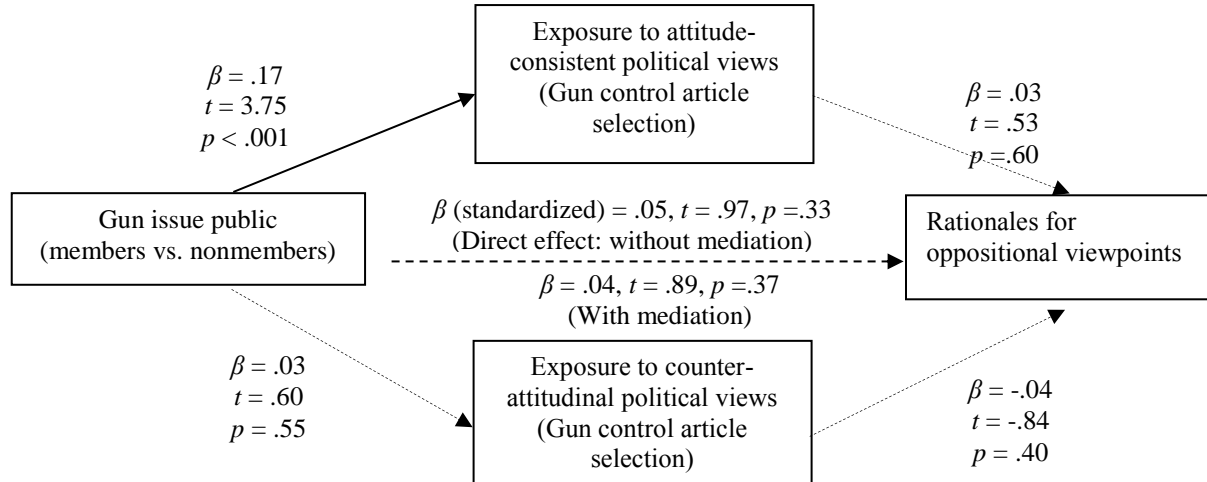 Exposure to attitude-
consistent political views
(Gun control article
selection)
β = .17
t = 3.75
p < .001
β = .03
t = .53
p =.60
Gun issue public
(members vs. nonmembers)
β (standardized) = .05, t = .97, p =.33
(Direct effect: without mediation)
β = .04, t = .89, p =.37
(With mediation)
Rationales for
oppositional viewpoints
β = .03
t = .60
p = .55
Exposure to counter-
attitudinal political views
(Gun control article
selection)
β = -.04
t = -.84
p = .40